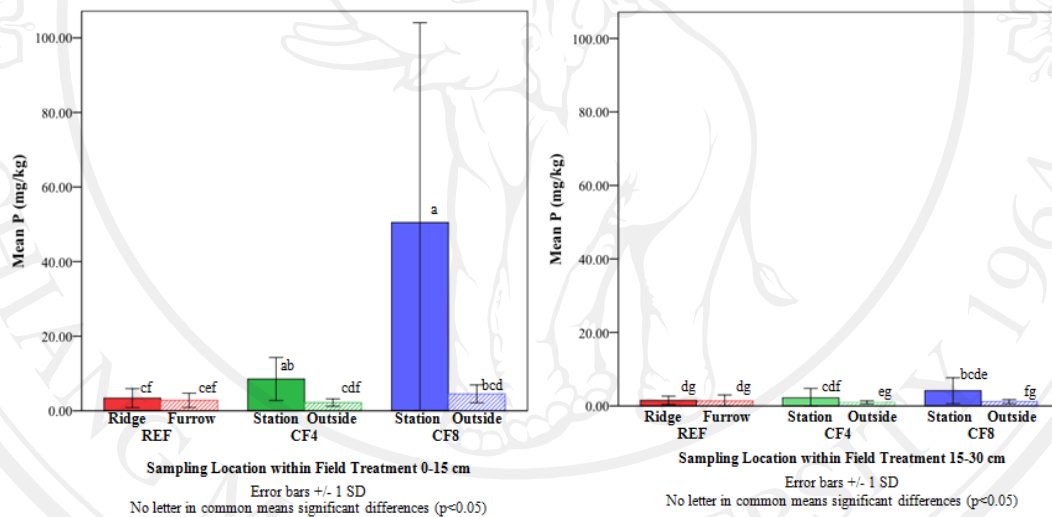 100.00
80.00
60.00
40.00
20.00
0.00
Mean P (mg/kg)
cf
cef
ab
cdf
a
bcd
Ridge Furrow Station Outside Station Outside
REF CF4 CF8
Sampling Location within Field Treatment 0-15 cm
Error bars +/- 1 SD
No letter in common means significant differences (p<0.05)
100.00
80.00
60.00
40.00
20.00
0.00
Mean P (mg/kg)
dg
dg
cdf
eg
bcde
fg
Ridge Furrow Station Outside Station Outside
REF CF4 CF8
Sampling Location within Field Treatment 15-30 cm
Error bars +/- 1 SD
No letter in common means significant differences (p<0.05)